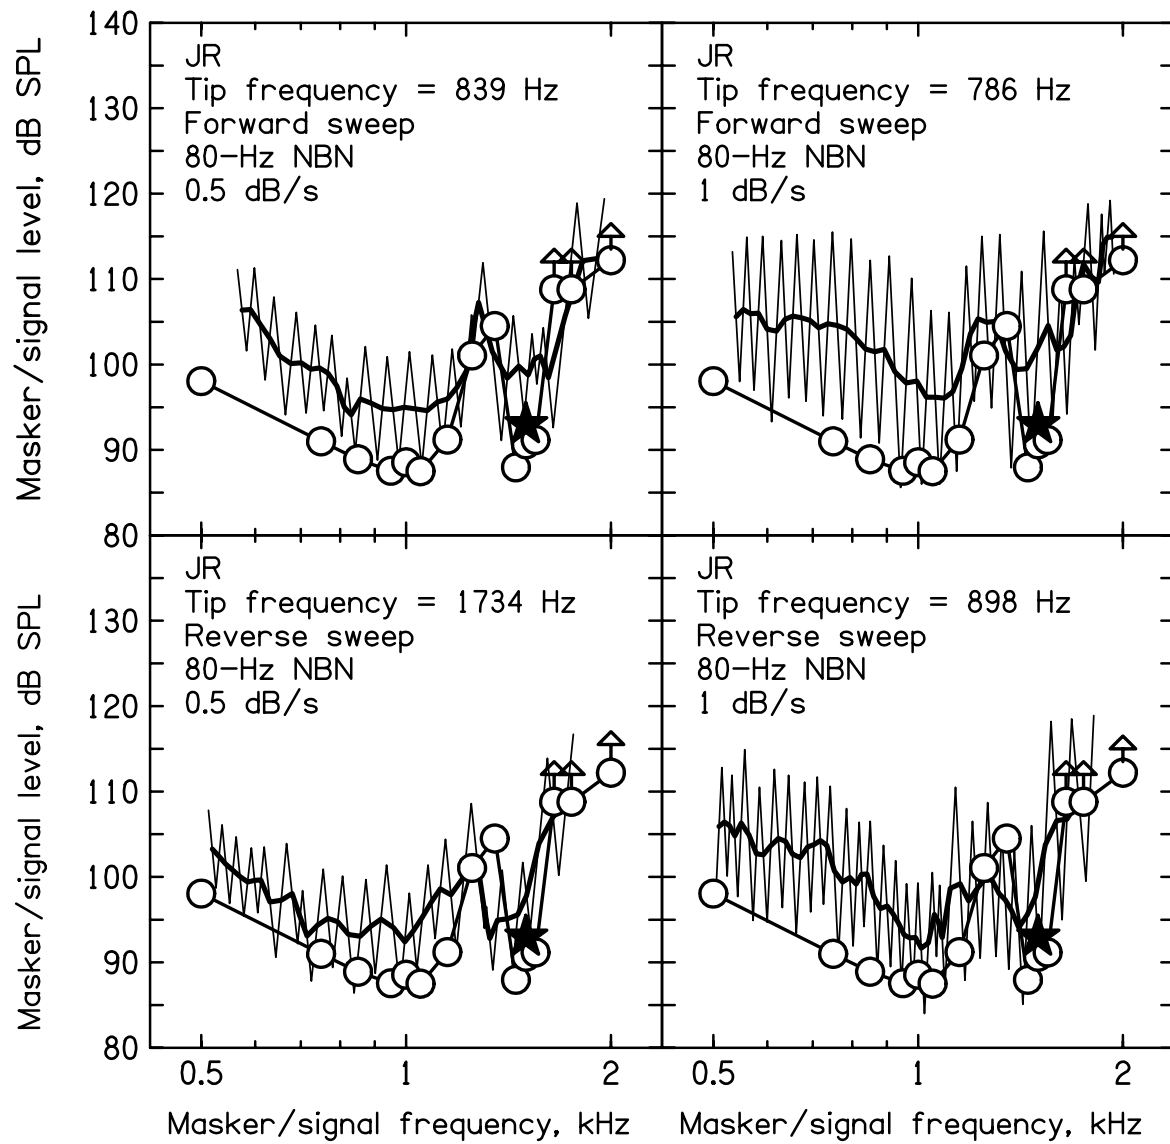 Masker/signal level, dB SPL
140
130
120
110
100
90
80
JR
Tip frequency = 839 Hz
Forward sweep
80-Hz NBN
0.5 dB/s
JR
Tip frequency = 786 Hz
Forward sweep
80-Hz NBN
1 dB/s
Masker/signal level, dB SPL
130
120
110
100
90
80
JR
Tip frequency = 1734 Hz
Reverse sweep
80-Hz NBN
0.5 dB/s
JR
Tip frequency = 898 Hz
Reverse sweep
80-Hz NBN
1 dB/s
0.5 1 2
0.5 1 2
Masker/signal frequency, kHz
Masker/signal frequency, kHz